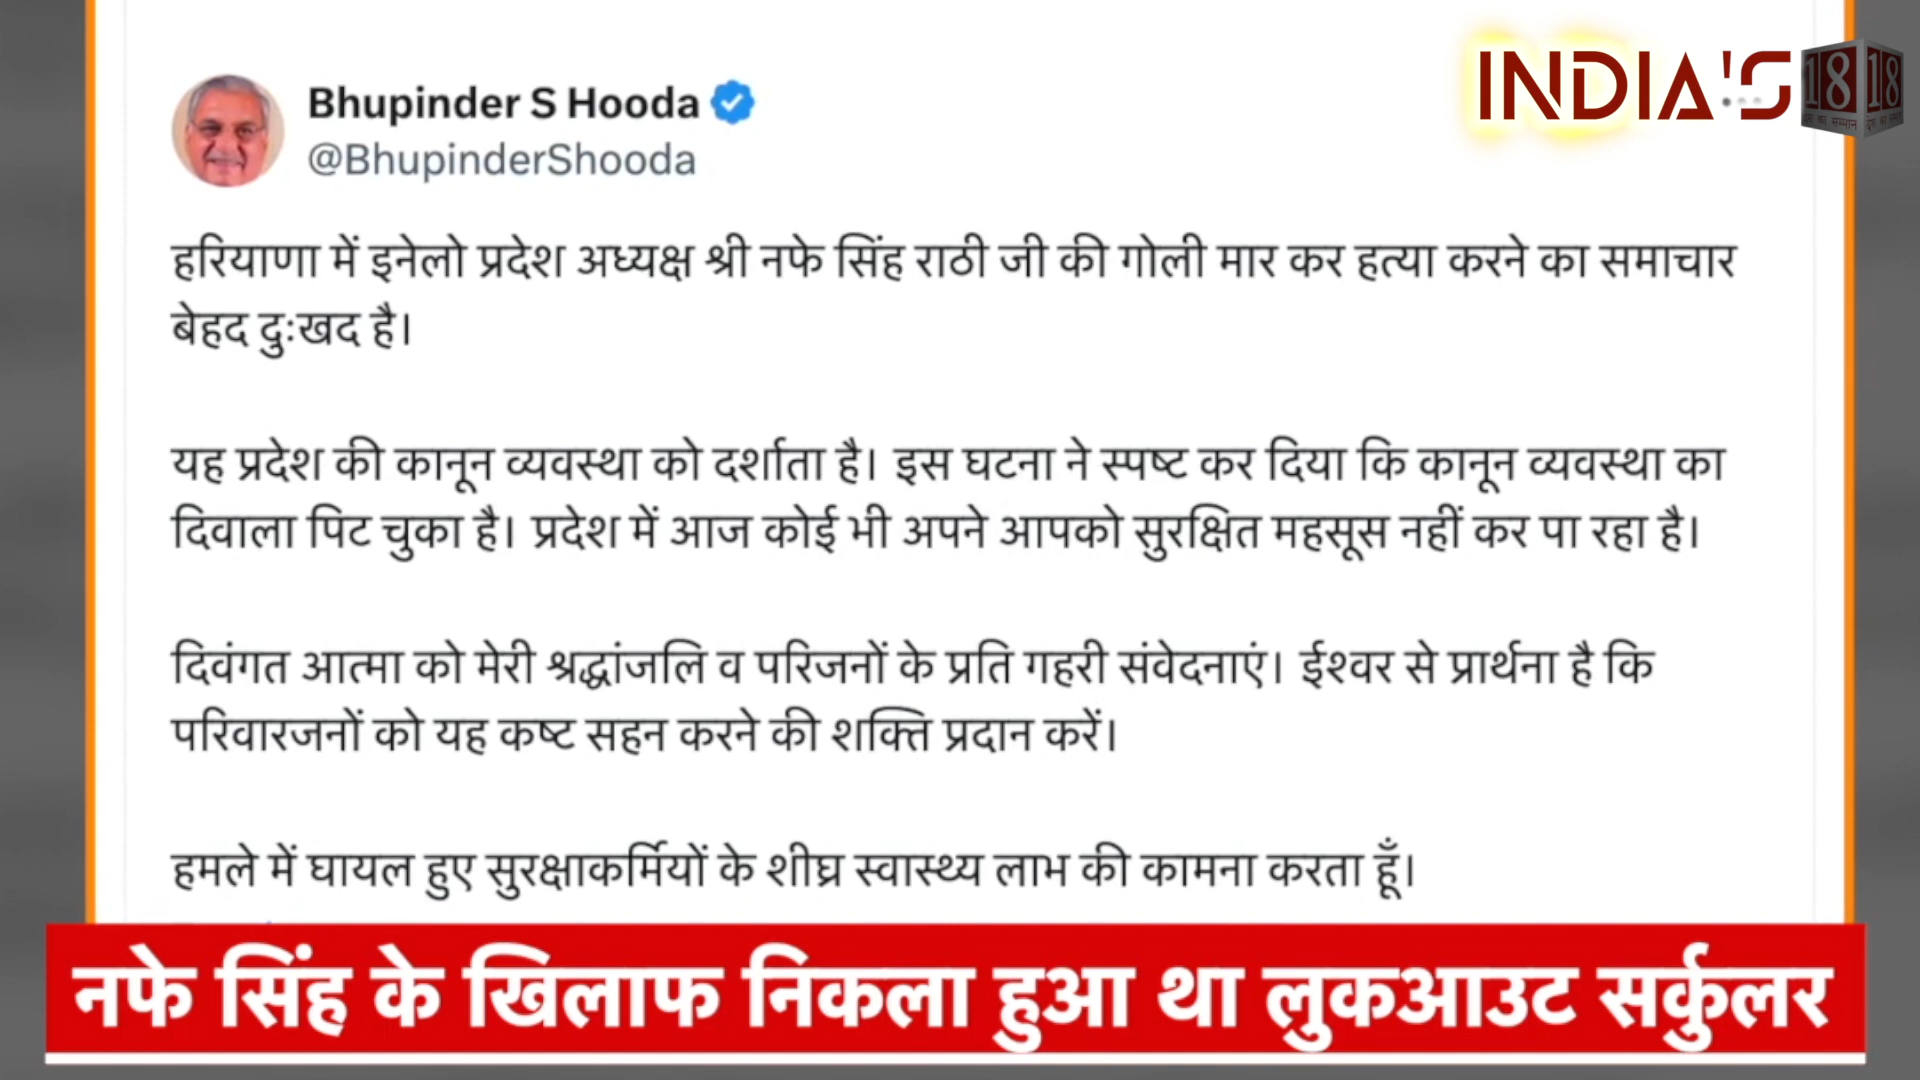 INDIA'S 18 18
Bhupinder S Hooda
@BhupinderShooda
हरियाणा में इनेलो प्रदेश अध्यक्ष श्री नफे सिंह राठी जी की गोली मार कर हत्या करने का समाचार
बेहद दुःखद है।
यह प्रदेश की कानून व्यवस्था को दर्शाता है। इस घटना ने स्पष्ट कर दिया कि कानून व्यवस्था का
दिवाला पिट चुका है। प्रदेश में आज कोई भी अपने आपको सुरक्षित महसूस नहीं कर पा रहा है।
दिवंगत आत्मा को मेरी श्रद्धांजलि व परिजनों के प्रति गहरी संवेदनाएं। ईश्वर से प्रार्थना है कि
परिवारजनों को यह कष्ट सहन करने की शक्ति प्रदान करें।
हमले में घायल हुए सुरक्षाकर्मियों के शीघ्र स्वास्थ्य लाभ की कामना करता हूँ।
नफे सिंह के खिलाफ निकला हुआ था लुकआउट सर्कुलर